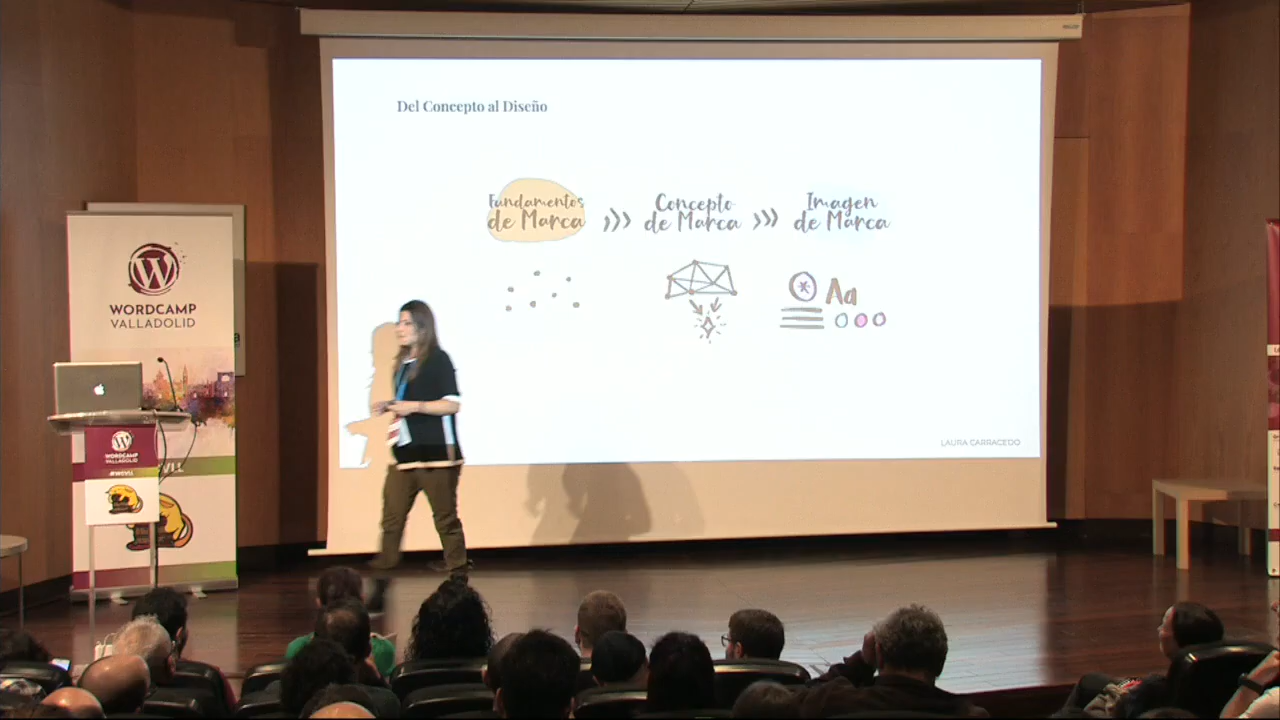 Del Concepto al Diseño
Fundamentos
de Marca
Concepto
de Marca
Imagen
de Marca
Aa
LAURA CARRACEDO
WORDCAMP
VALLADOLID
WORDCAMP
VALLADOLID
#WCVLL